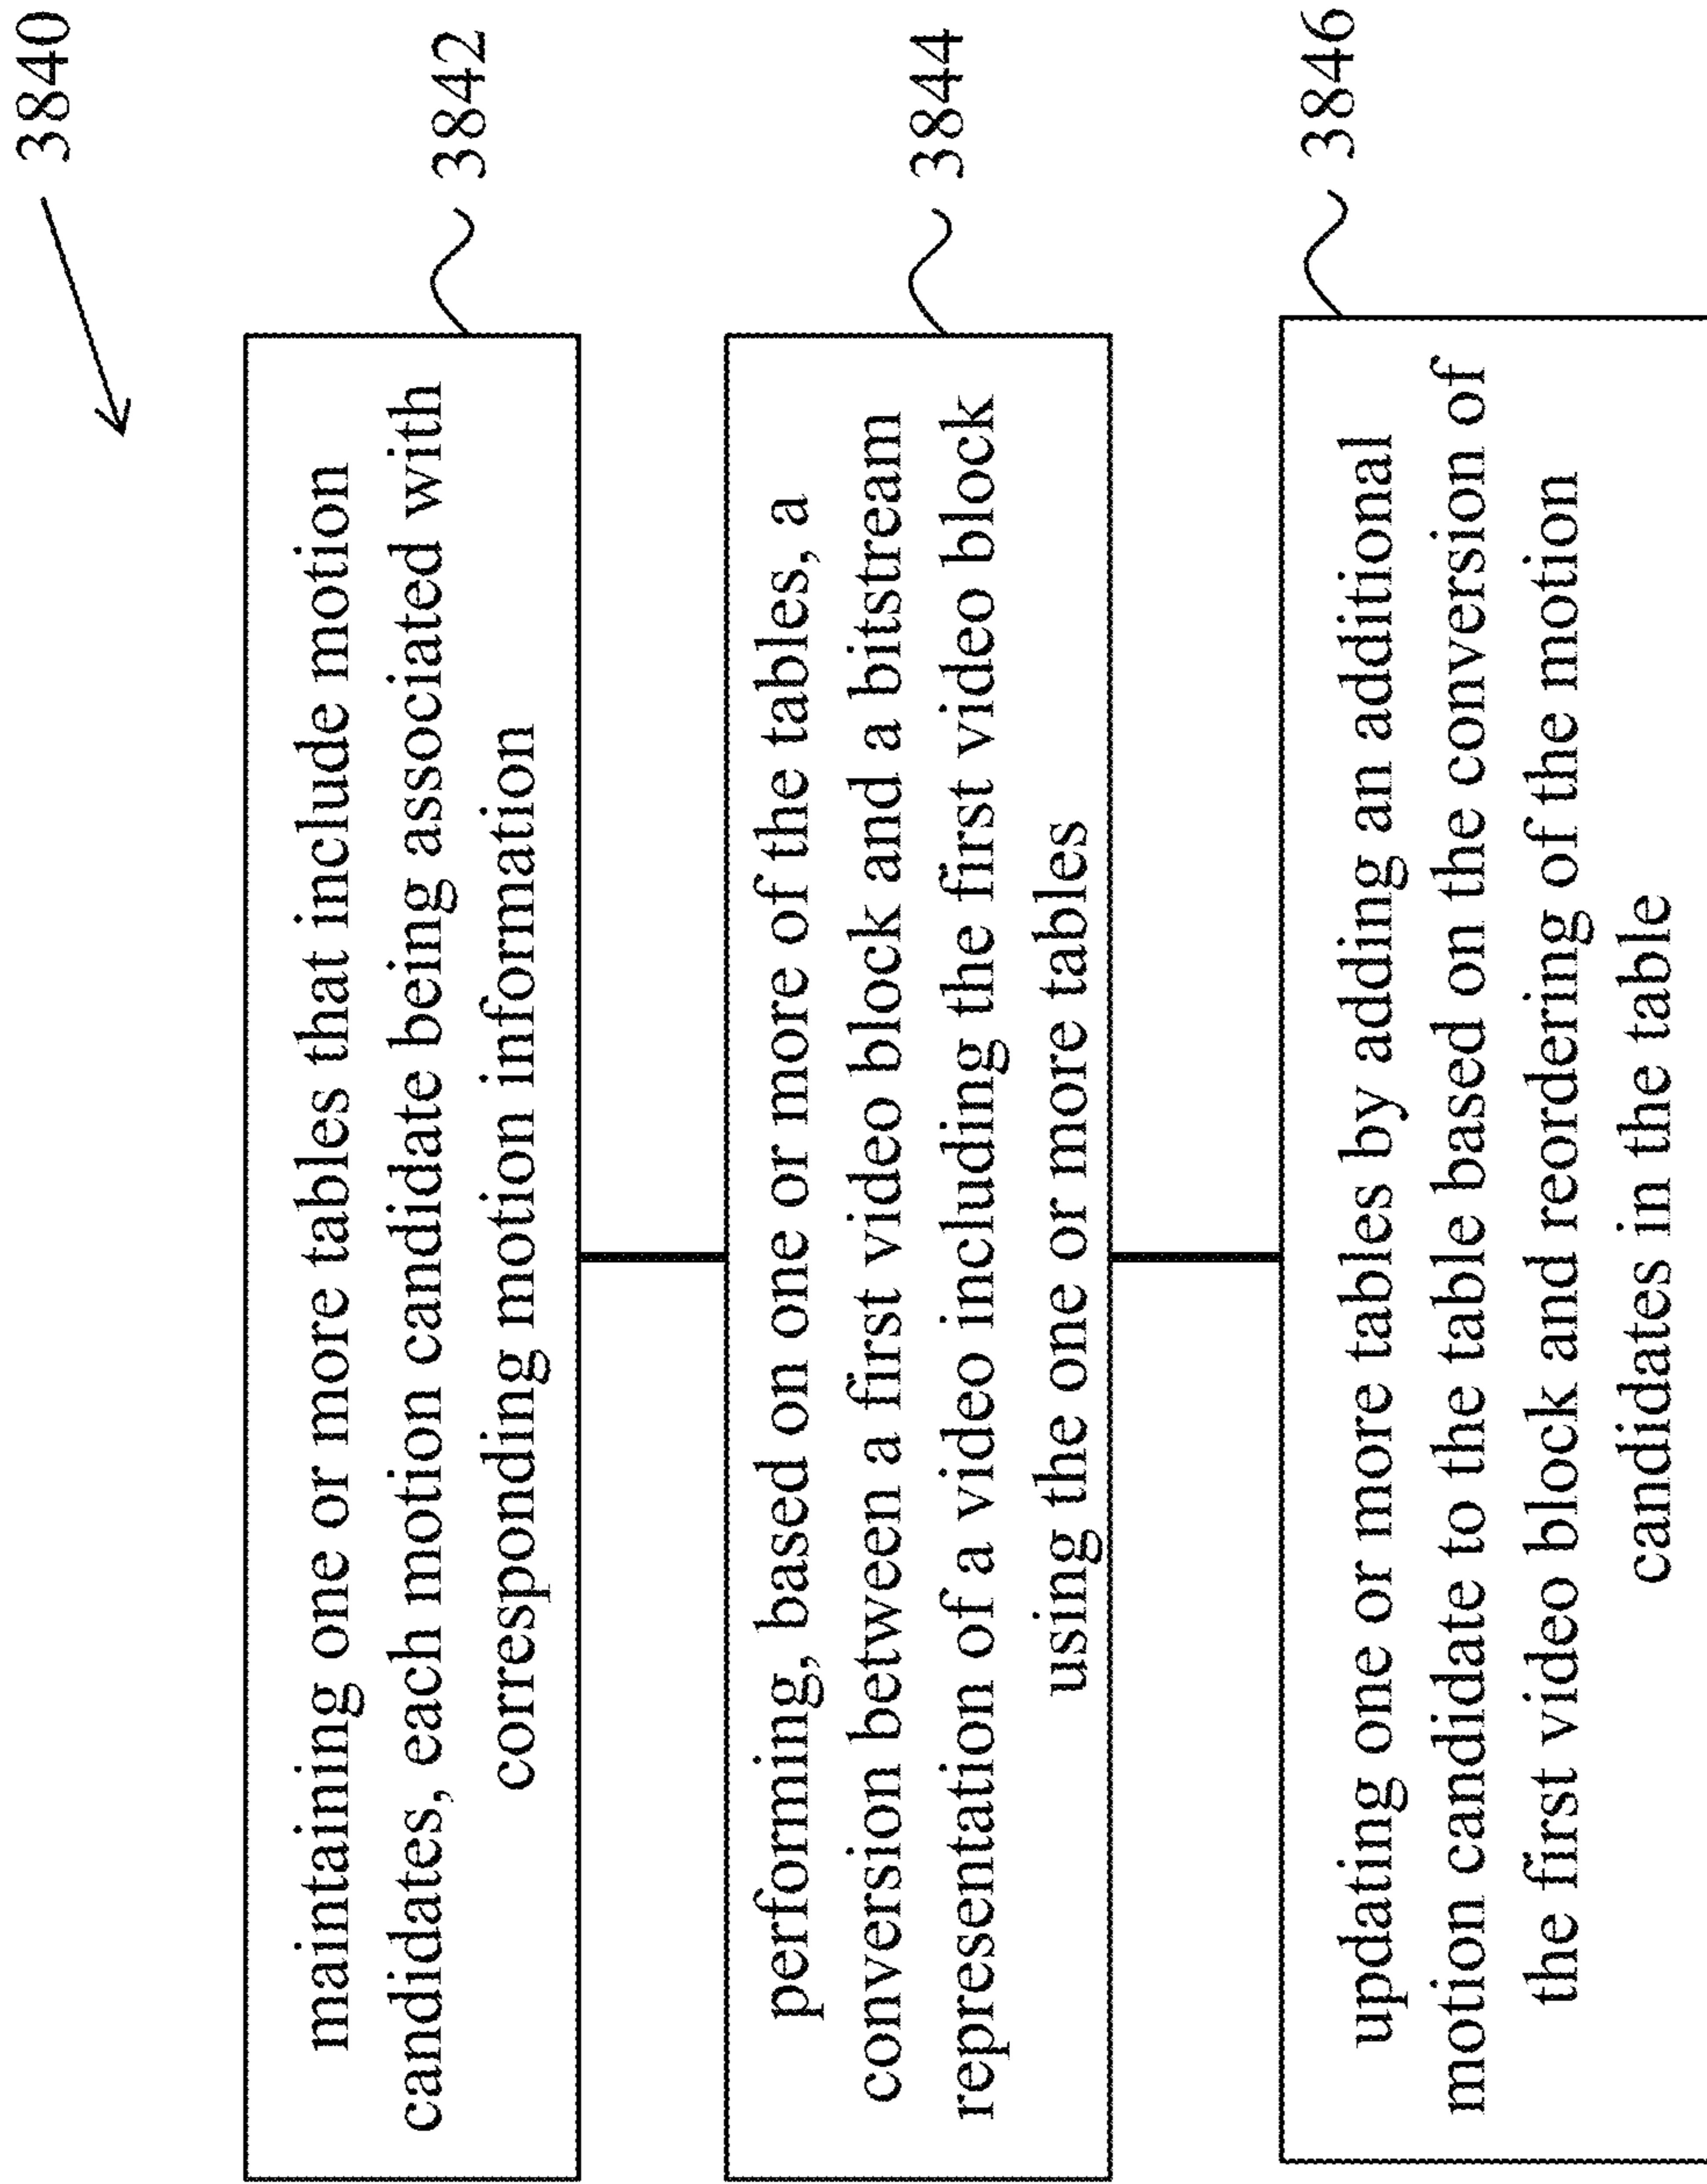 3840
maintaining one or more tables that include motion
candidates, each motion candidate being associated with
corresponding motion information
3842
performing, based on one or more of the tables, a
conversion between a first video block and a bitstream
representation of a video including the first video block
using the one or more tables
3844
updating one or more tables by adding an additional
motion candidate to the table based on the conversion of
the first video block and reordering of the motion
candidates in the table
3846